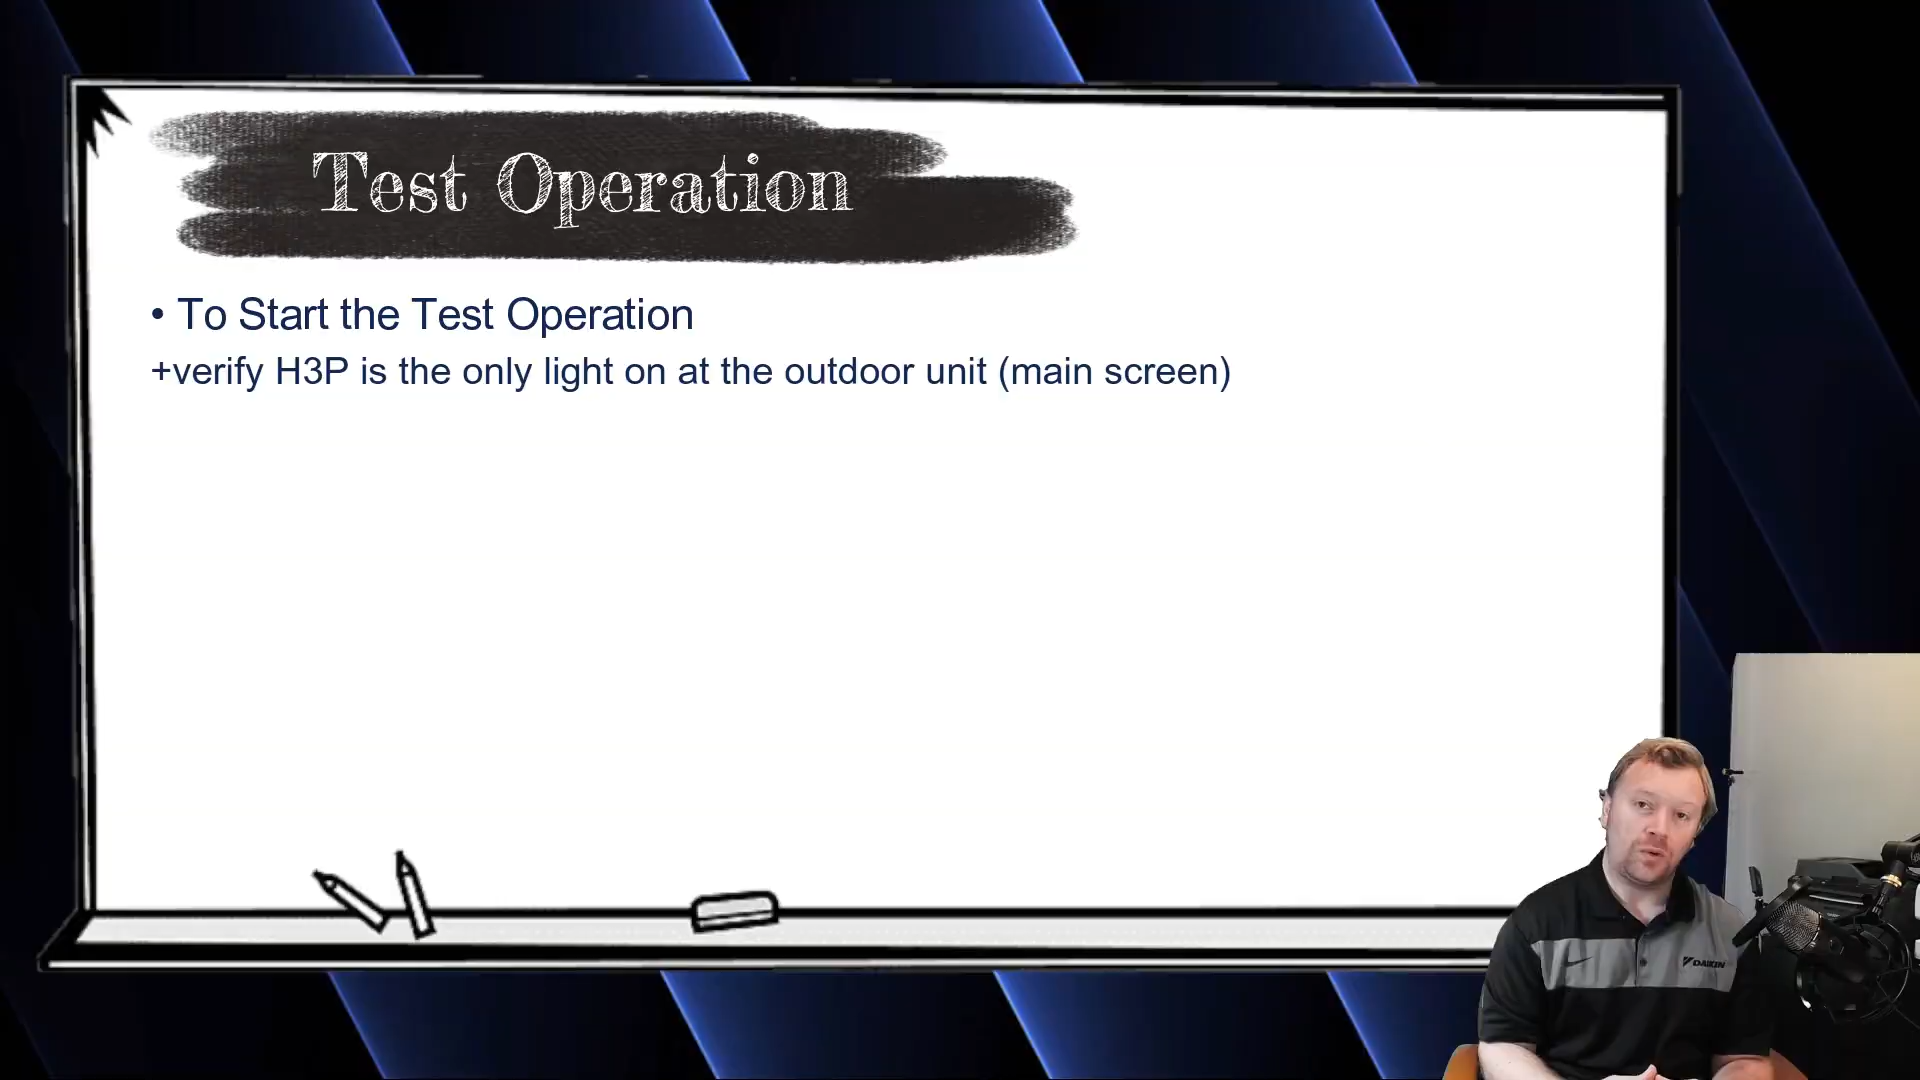 Test Operation
• To Start the Test Operation
+verify H3P is the only light on at the outdoor unit (main screen)
DAIKIN